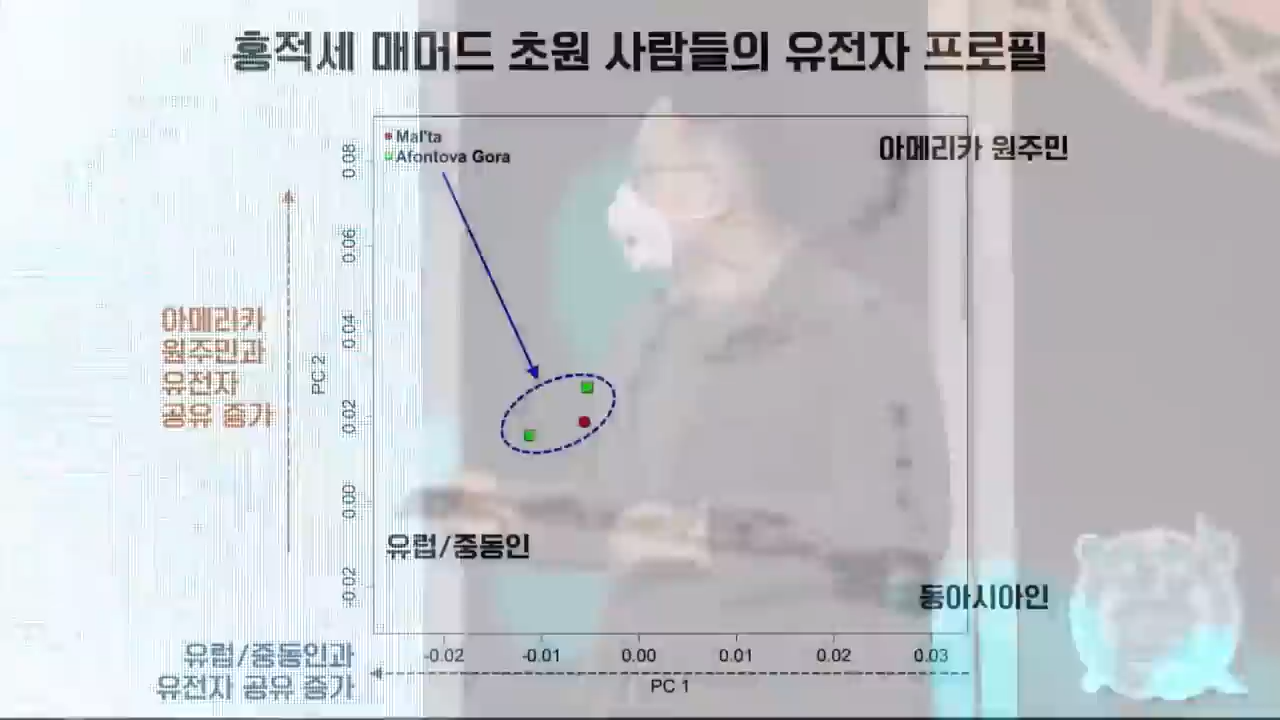 홍적세 매머드 초원 사람들의 유전자 프로필
Mal'ta
Afontova Gora
아메리카 원주민
0.08
0.06
0.04
0.02
0.00
-0.02
PC 2
아메리카
원주민과
유전자
공유 증가
유럽/중동인
동아시아인
유럽/중동인과
유전자 공유 증가
-0.02 -0.01 0.00 0.01 0.02 0.03
PC 1